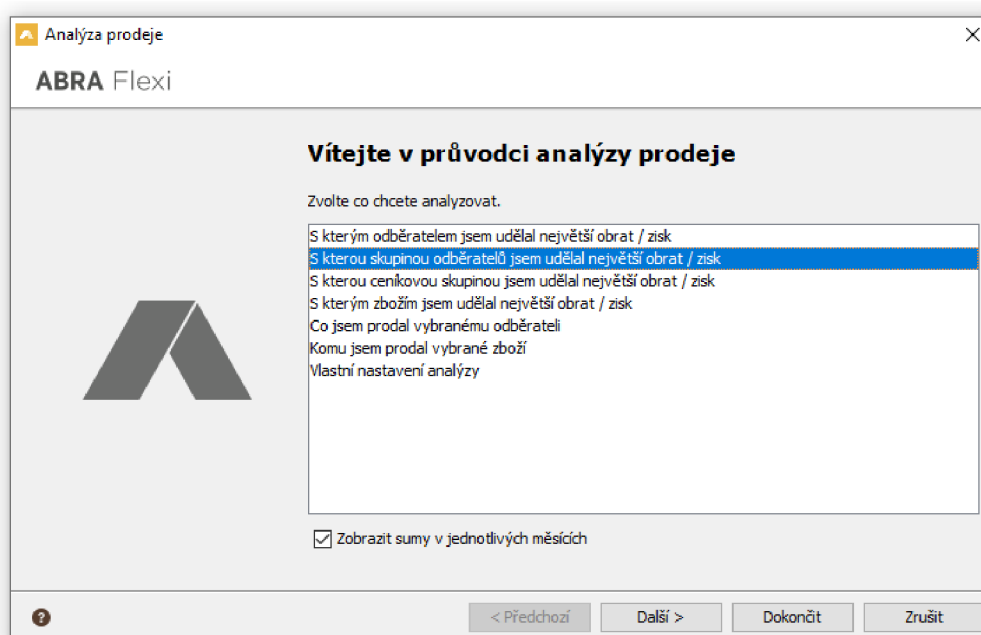 Analýza prodeje
ABRA Flexi
Vítejte v průvodci analýzy prodeje
Zvolte co chcete analyzovat.
S kterým odběratelem jsem udělal největší obrat / zisk
S kterou skupinou odběratelů jsem udělal největší obrat / zisk
S kterou ceníkovou skupinou jsem udělal největší obrat / zisk
S kterým zbožím jsem udělal největší obrat / zisk
Co jsem prodal vybranému odběrateli
Komu jsem prodal vybrané zboží
Vlastní nastavení analýzy
Zobrazit sumy v jednotlivých měsících
? < Předchozí Další > Dokončit Zrušit